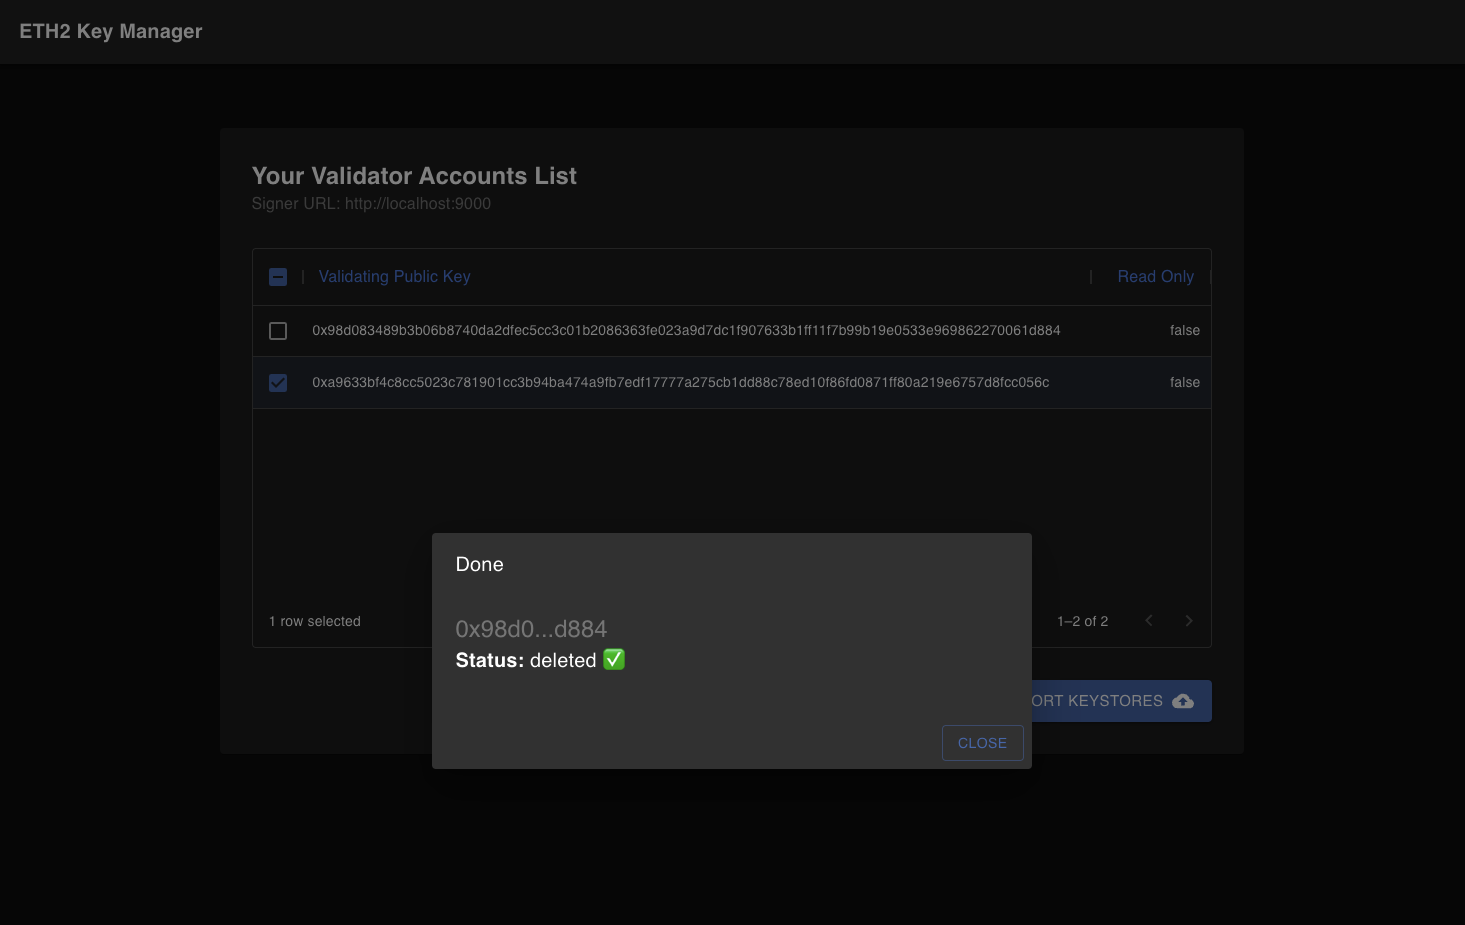 ETH2 Key Manager
Your Validator Accounts List
Signer URL: http://localhost:9000
Validating Public Key
Read Only
0x98d083489b3b06b8740da2dfec5cc3c01b2086363fe023a9d7dc1f907633b1ff11f7b99b19e0533e969862270061d884 false
0xa9633bf4c8cc5023c781901cc3b94ba474a9fb7edf17777a275cb1dd88c78ed10f86fd0871ff80a219e6757d8fcc056c false
Done
0x98d0...d884
Status: deleted ✅
CLOSE
1 row selected
1–2 of 2
ORT KEYSTORES